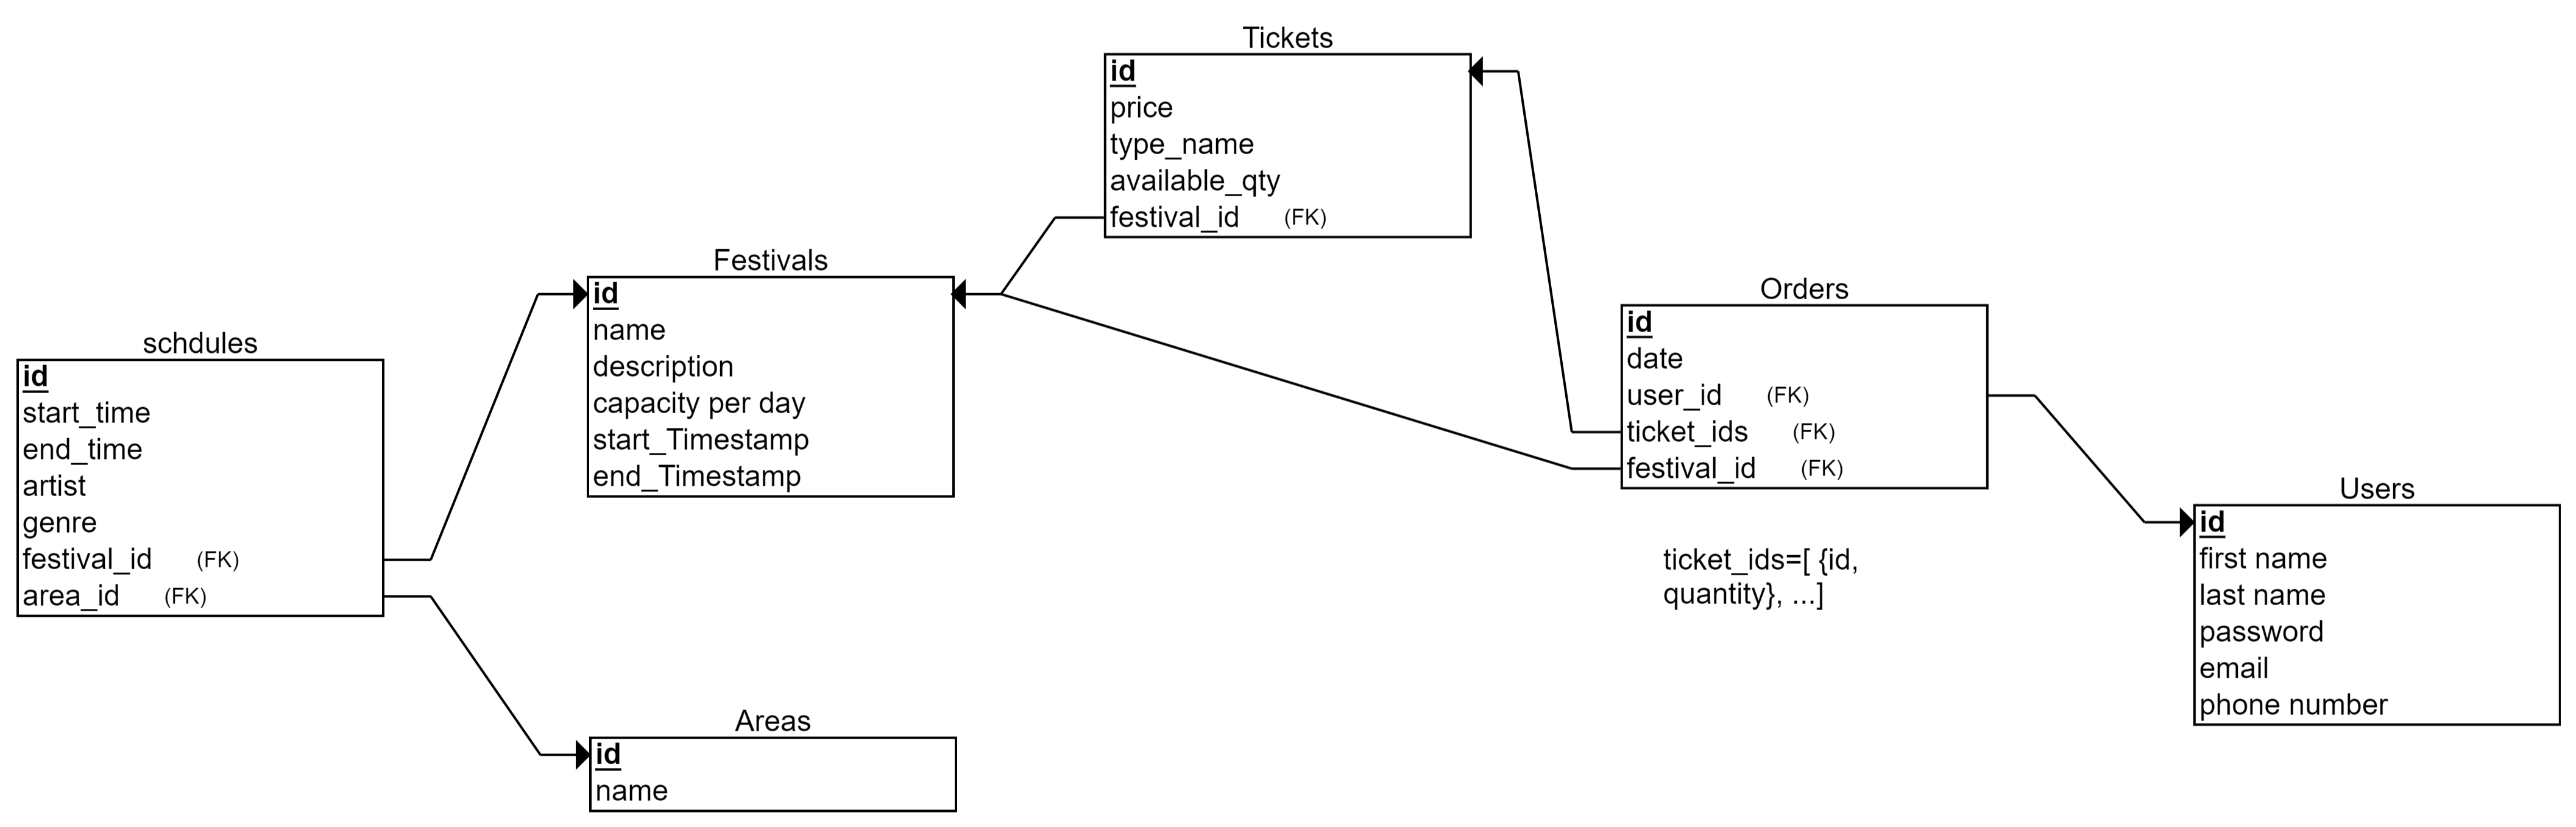 schdules
id
start_time
end_time
artist
genre
festival_id (FK)
area_id (FK)
Festivals
id
name
description
capacity per day
start_Timestamp
end_Timestamp
Areas
id
name
Tickets
id
price
type_name
available_qty
festival_id (FK)
Orders
id
date
user_id (FK)
ticket_ids (FK)
festival_id (FK)
ticket_ids=[ {id,
quantity}, ...]
Users
id
first name
last name
password
email
phone number